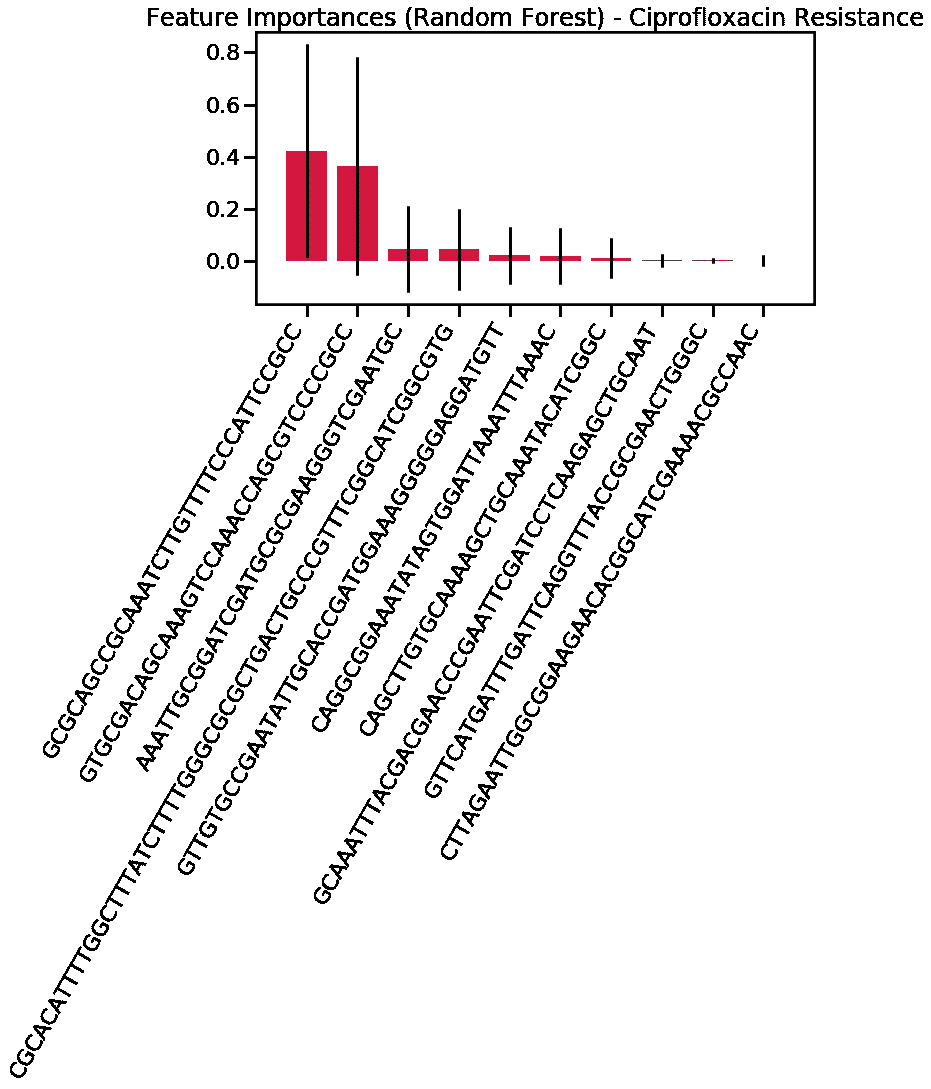 Feature Importances (Random Forest) - Ciprofloxacin Resistance
0.8
0.6
0.4
0.2
0.0
GCGCAGCCGCAAATCTTGTTTTCCCATTCCGCC
GTGCGACAGCAAAGTCCAAACCAGCGTCCCCGCC
AAATTGCGGATCGATGCGCGAAGGGTCGAATGC
CGCACATTTTGGCTTTATCTTTTGGGCGCTGACTGCCCGTTTCGGCATCGGCGTG
GTTGTGCCGAATATTGCACCGATGGAAAGGGGGAGGATGTT
CAGGCGGAAATATAGTGGATTAAATTTAAAC
CAGCTTGTGCAAAAGCTGCAAATACATCGGC
GCAAATTTACGACGAACCCGAATTCGATCCTCAAGAGCTGCAAT
GTTCATGATTTGATTCAGGTTTACCGCGAACTGGGC
CTTAGAATTGGCGGAAGAACACGGCATCGAAAACGCCAAC